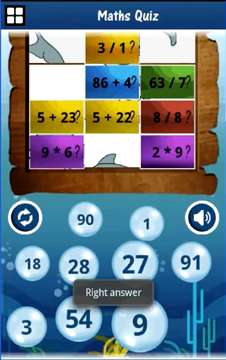 Maths Quiz
3 / 1?
86 + 4? 63 / 7?
5 + 23? 5 + 22? 8 / 8?
9 * 6? 2 * 9?
90 1
18 28 27 91
Right answer
3 54 9